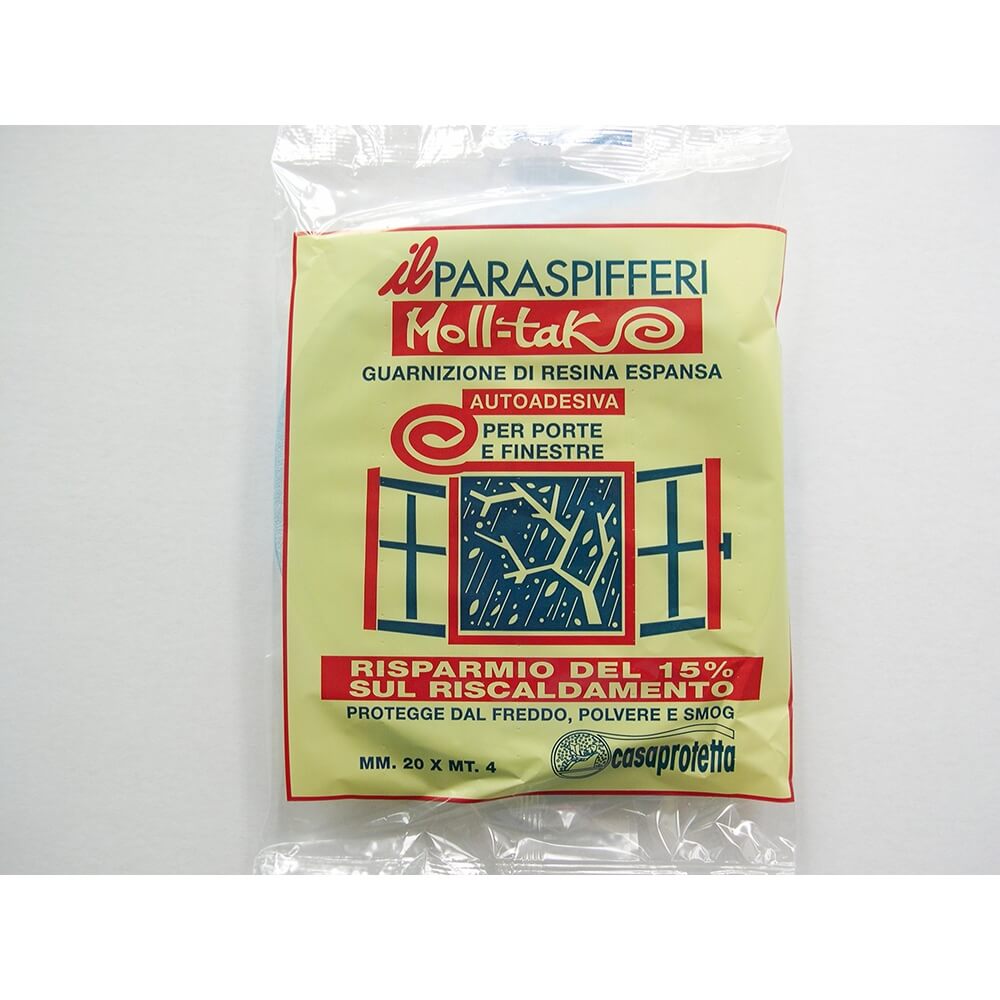 il PARASPIFFERI
Moll-tak
GUARNIZIONE DI RESINA ESPANSA
AUTOADESIVA
PER PORTE
E FINESTRE
RISPARMIO DEL 15%
SUL RISCALDAMENTO
PROTEGGE DAL FREDDO, POLVERE E SMOG
casaprotetta
MM. 20 X MT. 4